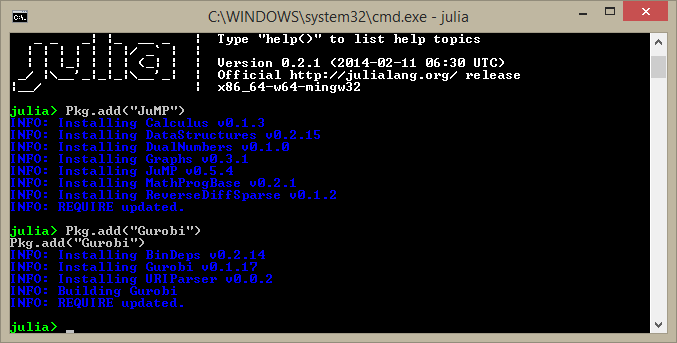 C:\WINDOWS\system32\cmd.exe - julia
Type "help()" to list help topics
Version 0.2.1 (2014-02-11 06:30 UTC)
Official http://julialang.org/ release
x86_64-w64-mingw32
julia> Pkg.add("JuMP")
INFO: Installing Calculus v0.1.3
INFO: Installing DataStructures v0.2.15
INFO: Installing DualNumbers v0.1.0
INFO: Installing Graphs v0.3.1
INFO: Installing JuMP v0.5.4
INFO: Installing MathProgBase v0.2.1
INFO: Installing ReverseDiffSparse v0.1.2
INFO: REQUIRE updated.
julia> Pkg.add("Gurobi")
Pkg.add("Gurobi")
INFO: Installing BinDeps v0.2.14
INFO: Installing Gurobi v0.1.17
INFO: Installing URIParser v0.0.2
INFO: Building Gurobi
INFO: REQUIRE updated.
julia> _